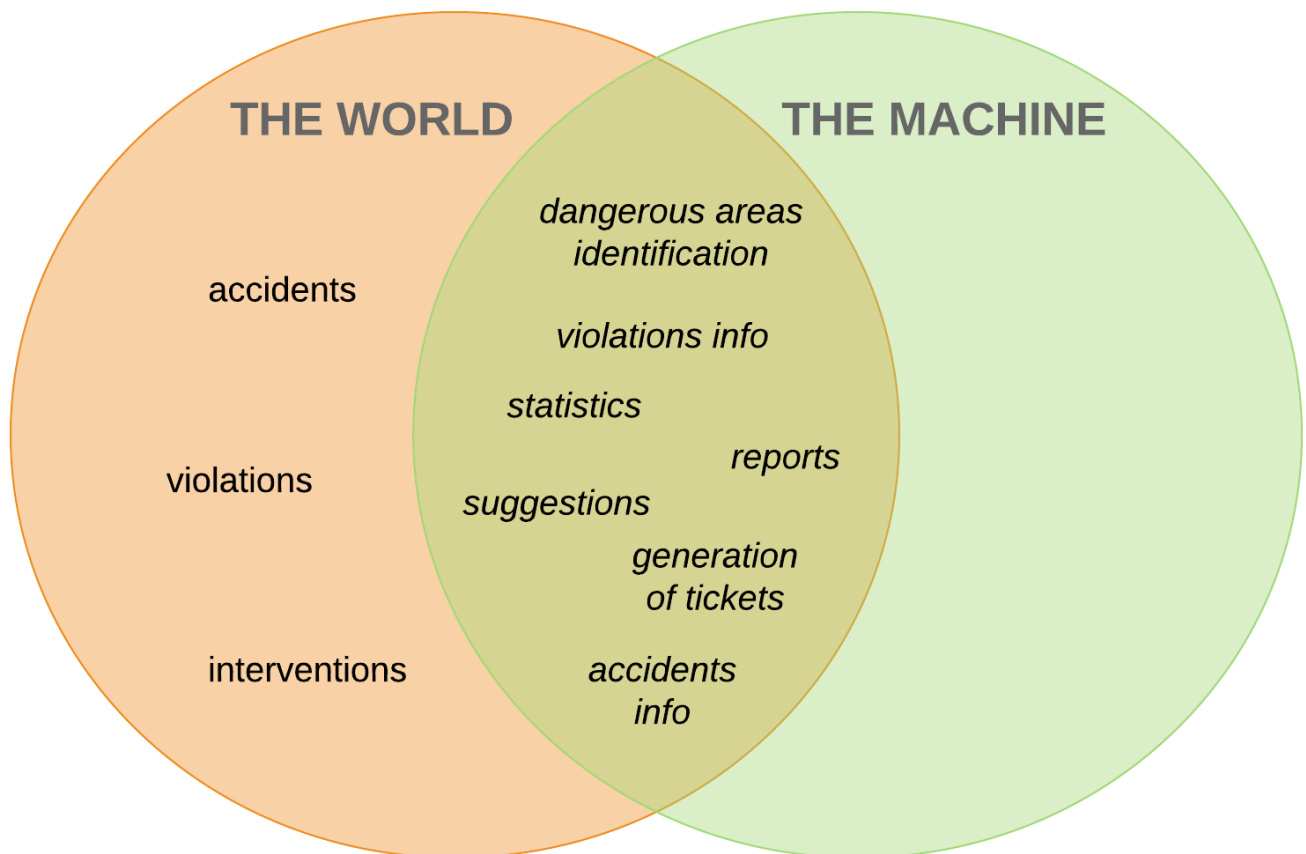 THE WORLD
THE MACHINE
dangerous areas
identification
accidents
violations info
statistics
reports
violations
suggestions
generation
of tickets
interventions
accidents
info